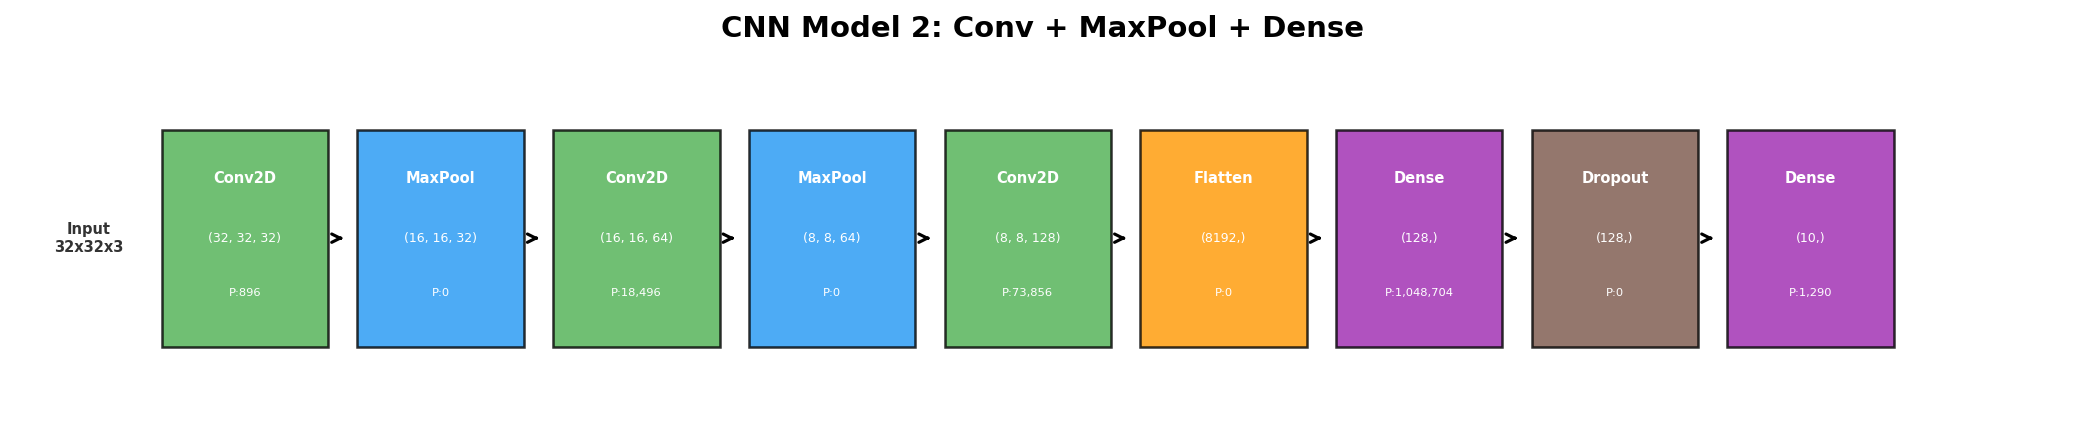 CNN Model 2: Conv + MaxPool + Dense
Input
32x32x3
Conv2D
(32, 32, 32)
P:896
MaxPool
(16, 16, 32)
P:0
Conv2D
(16, 16, 64)
P:18,496
MaxPool
(8, 8, 64)
P:0
Conv2D
(8, 8, 128)
P:73,856
Flatten
(8192,)
P:0
Dense
(128,)
P:1,048,704
Dropout
(128,)
P:0
Dense
(10,)
P:1,290